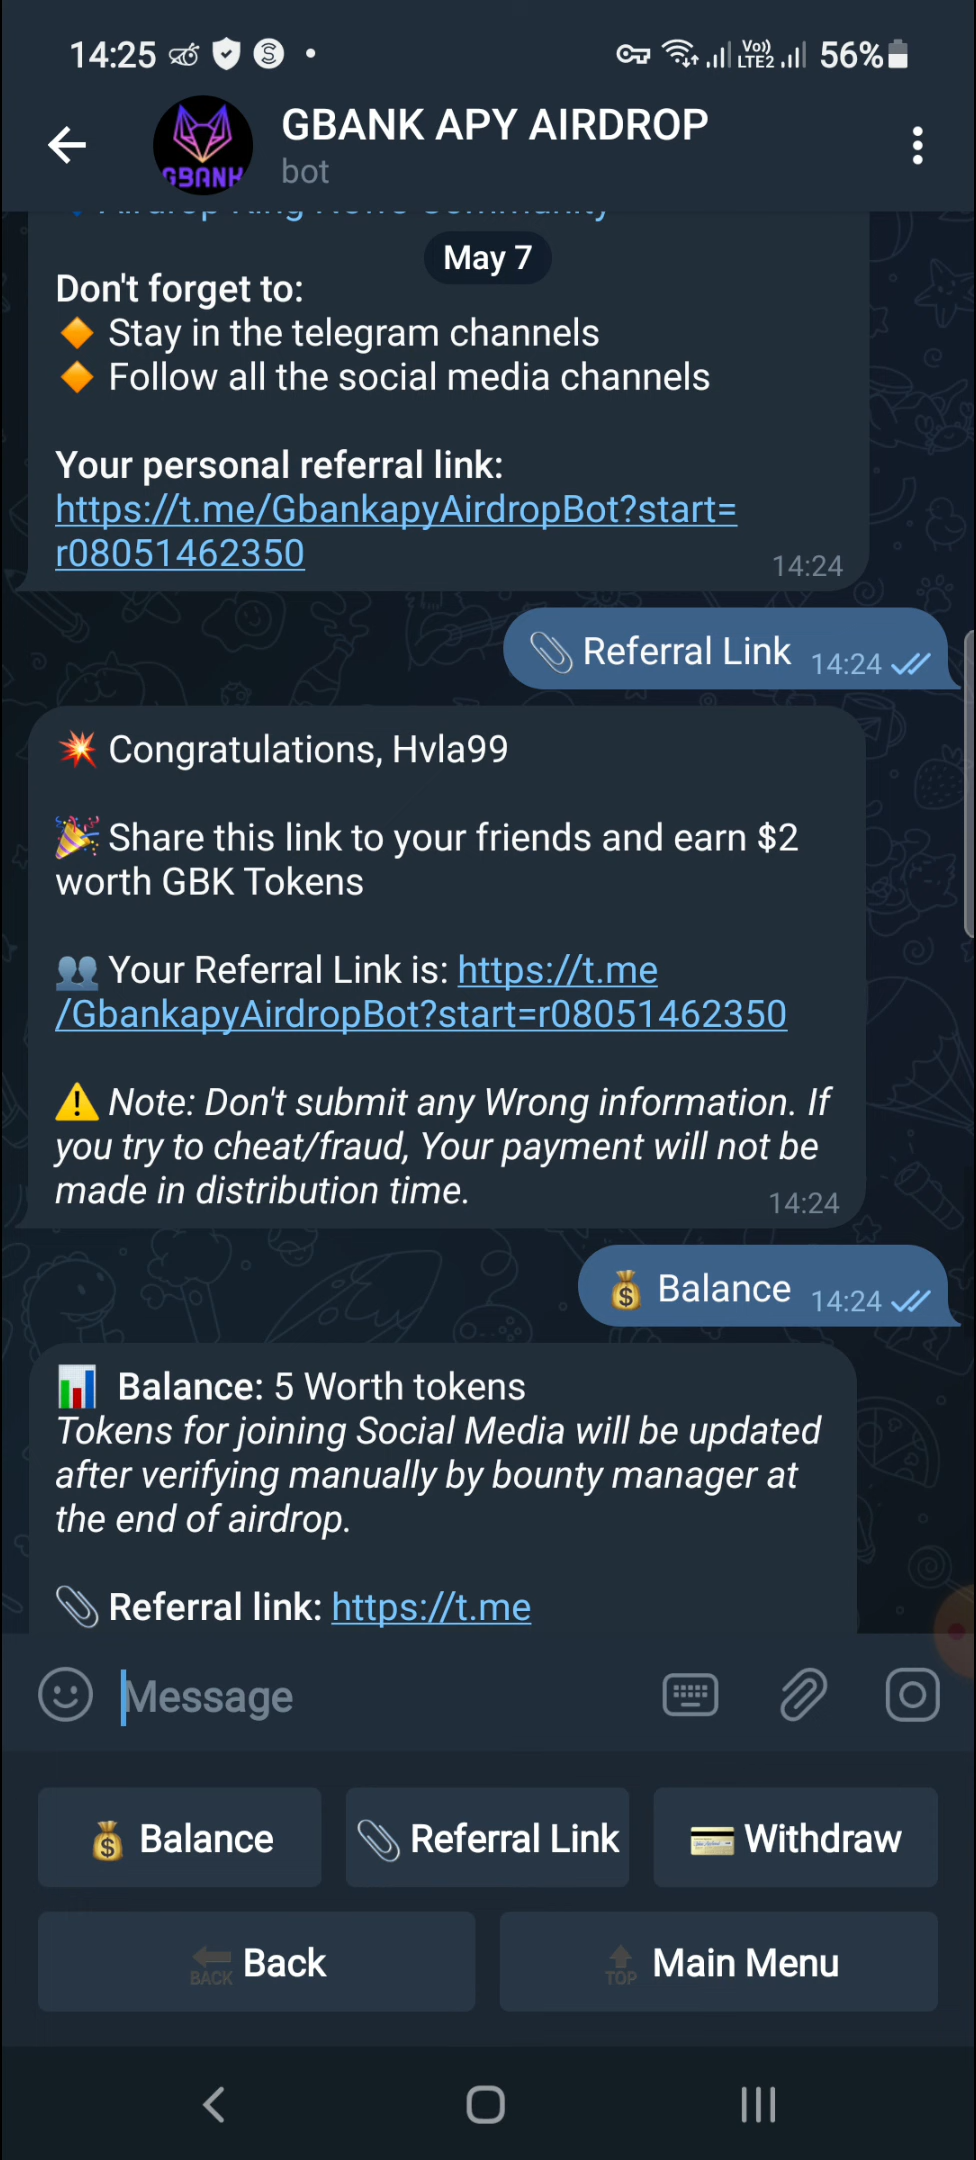 14:25
Vo))
LTE2
56%
GBANK
GBANK APY AIRDROP
bot
Airdrop King News Community
May 7
Don't forget to:
🔶 Stay in the telegram channels
🔶 Follow all the social media channels
Your personal referral link:
https://t.me/GbankapyAirdropBot?start=
r08051462350
14:24
📎 Referral Link 14:24
💥 Congratulations, Hvla99
🎉 Share this link to your friends and earn $2
worth GBK Tokens
👥 Your Referral Link is: https://t.me
/GbankapyAirdropBot?start=r08051462350
⚠️ Note: Don't submit any Wrong information. If
you try to cheat/fraud, Your payment will not be
made in distribution time.
14:24
💰 Balance 14:24
📊 Balance: 5 Worth tokens
Tokens for joining Social Media will be updated
after verifying manually by bounty manager at
the end of airdrop.
📎 Referral link: https://t.me
Message
💰 Balance
📎 Referral Link
💳 Withdraw
BACK Back
TOP Main Menu